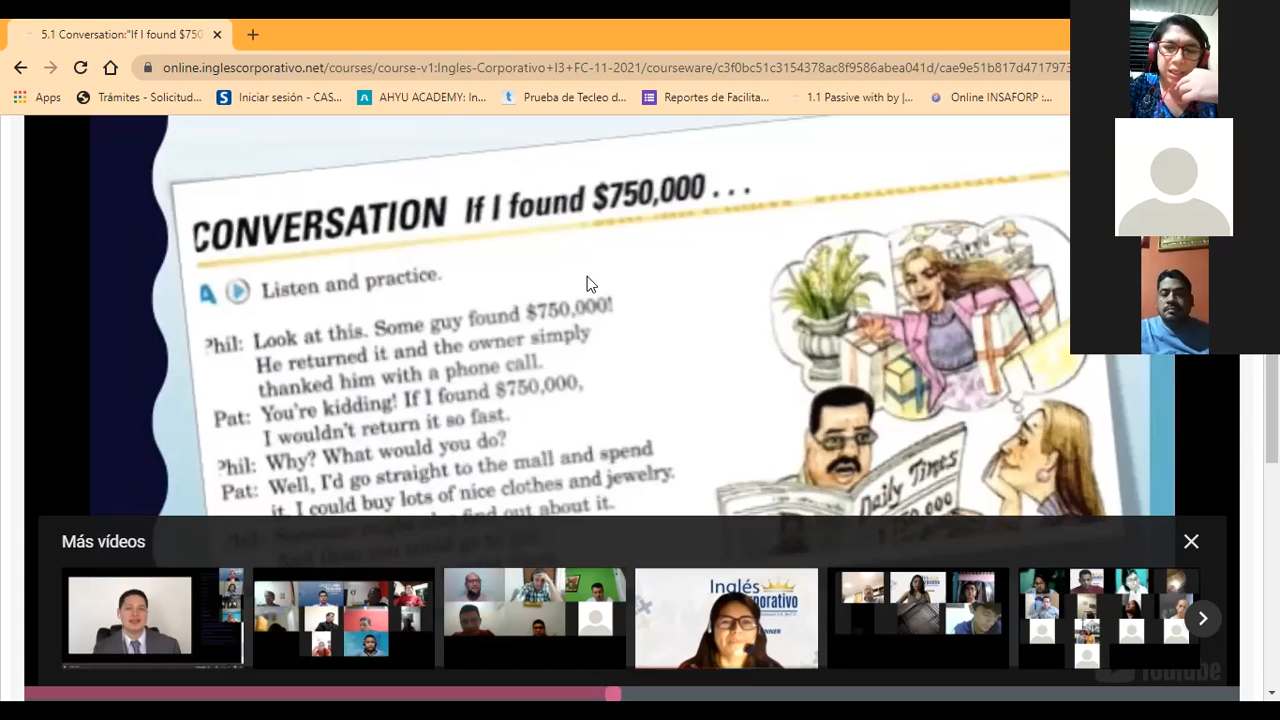 5.1 Conversation:"If I found $750
online.inglescorporativo.net/courses/course-v1:Ingles-Corporativo+I3+FC-11-2021/courseware/c3f0bc51c3154378ac8f9586abea041d/cae9e51b817d4717973
Apps Trámites - Solicitud... Iniciar sesión - CAS... AHYU ACADEMY: In... Prueba de Tecleo d... Reportes de Facilita... 1.1 Passive with by |... Online INSAFORP :...
CONVERSATION If I found $750,000 . . .
A Listen and practice.
Phil: Look at this. Some guy found $750,000!
He returned it and the owner simply
thanked him with a phone call.
Pat: You're kidding! If I found $750,000,
I wouldn't return it so fast.
Phil: Why? What would you do?
Pat: Well, I'd go straight to the mall and spend
it. I could buy lots of nice clothes and jewelry.
find out about it.
Daily Times
Más vídeos
Inglés
YouTube